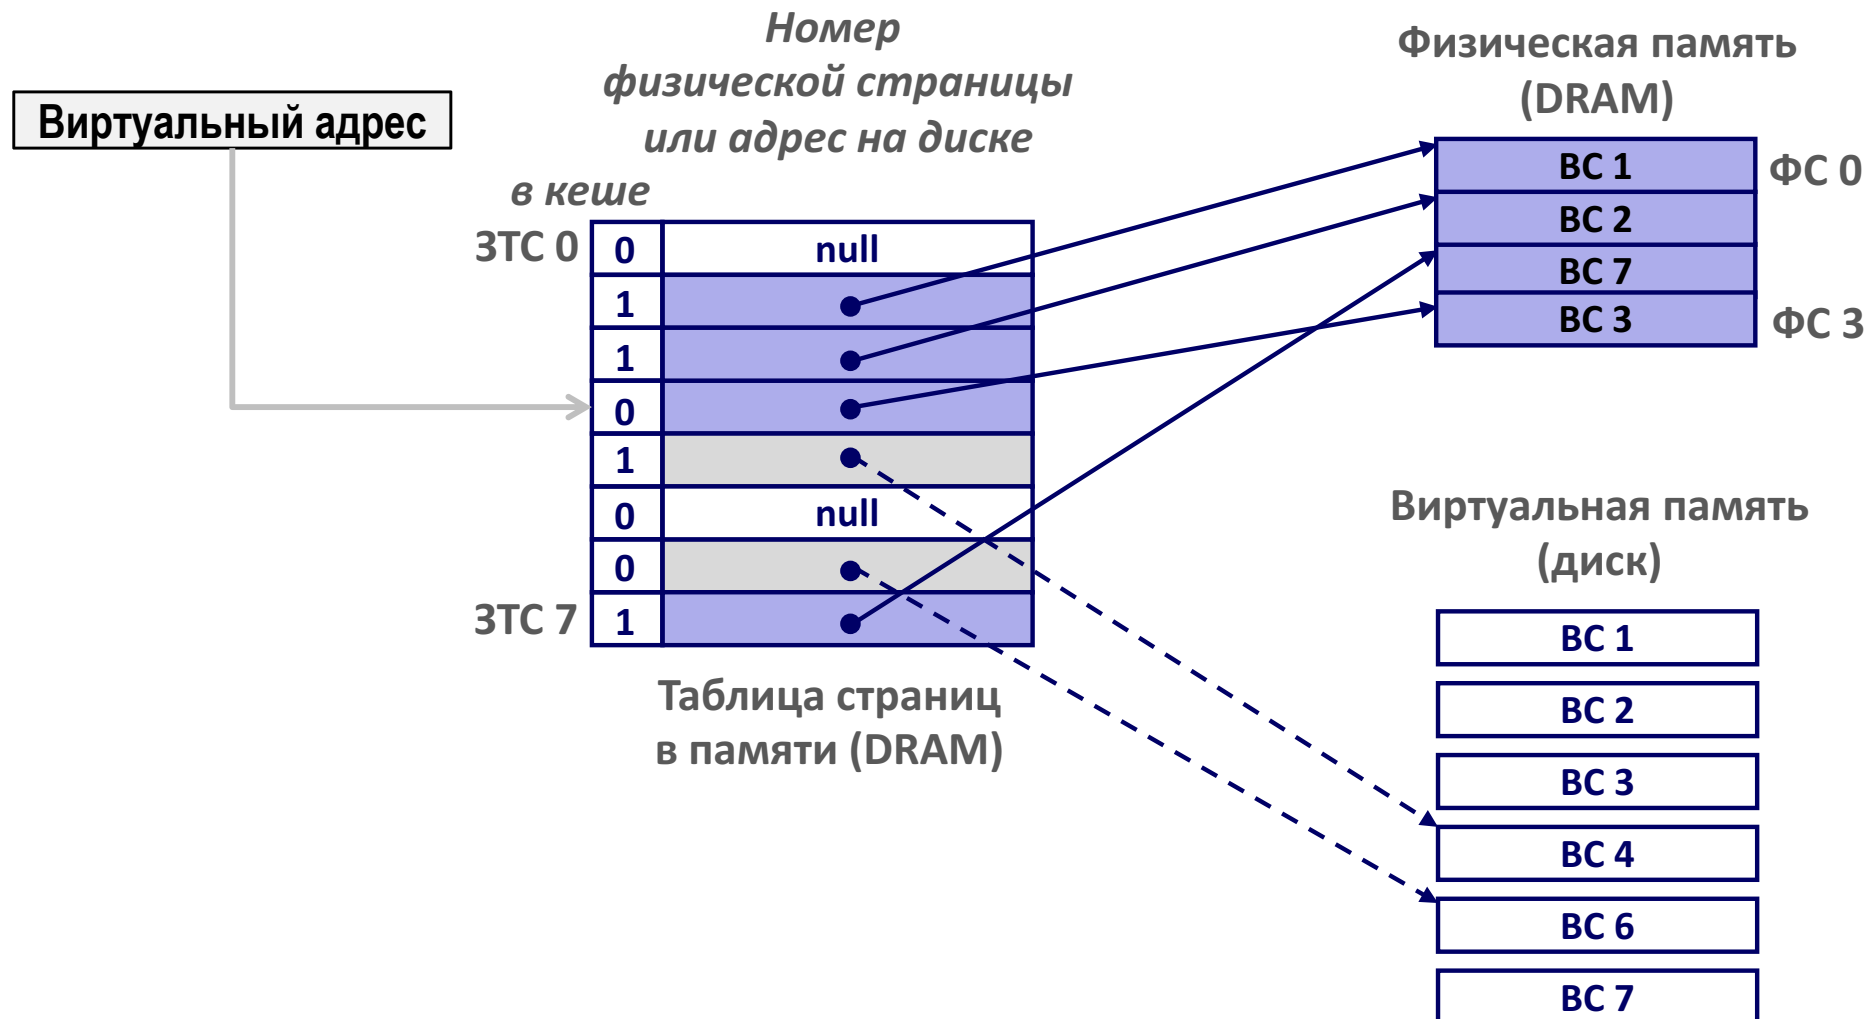 Номер
физической страницы
или адрес на диске
Виртуальный адрес
в кеше
ЗТС 0
0
null
1
1
0
1
0
null
0
ЗТС 7
1
Таблица страниц
в памяти (DRAM)
Физическая память
(DRAM)
ВС 1
ФС 0
ВС 2
ВС 7
ВС 3
ФС 3
Виртуальная память
(диск)
ВС 1
ВС 2
ВС 3
ВС 4
ВС 6
ВС 7